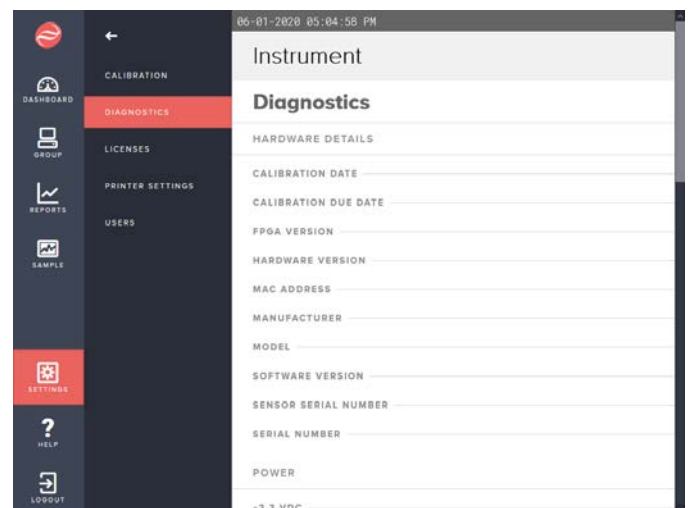 06-01-2020 05:04:58 PM
Instrument
DASHBOARD
GROUP
REPORTS
SAMPLE
SETTINGS
HELP
LOGOUT
CALIBRATION
DIAGNOSTICS
LICENSES
PRINTER SETTINGS
USERS
Diagnostics
HARDWARE DETAILS
CALIBRATION DATE
CALIBRATION DUE DATE
FPGA VERSION
HARDWARE VERSION
MAC ADDRESS
MANUFACTURER
MODEL
SOFTWARE VERSION
SENSOR SERIAL NUMBER
SERIAL NUMBER
POWER